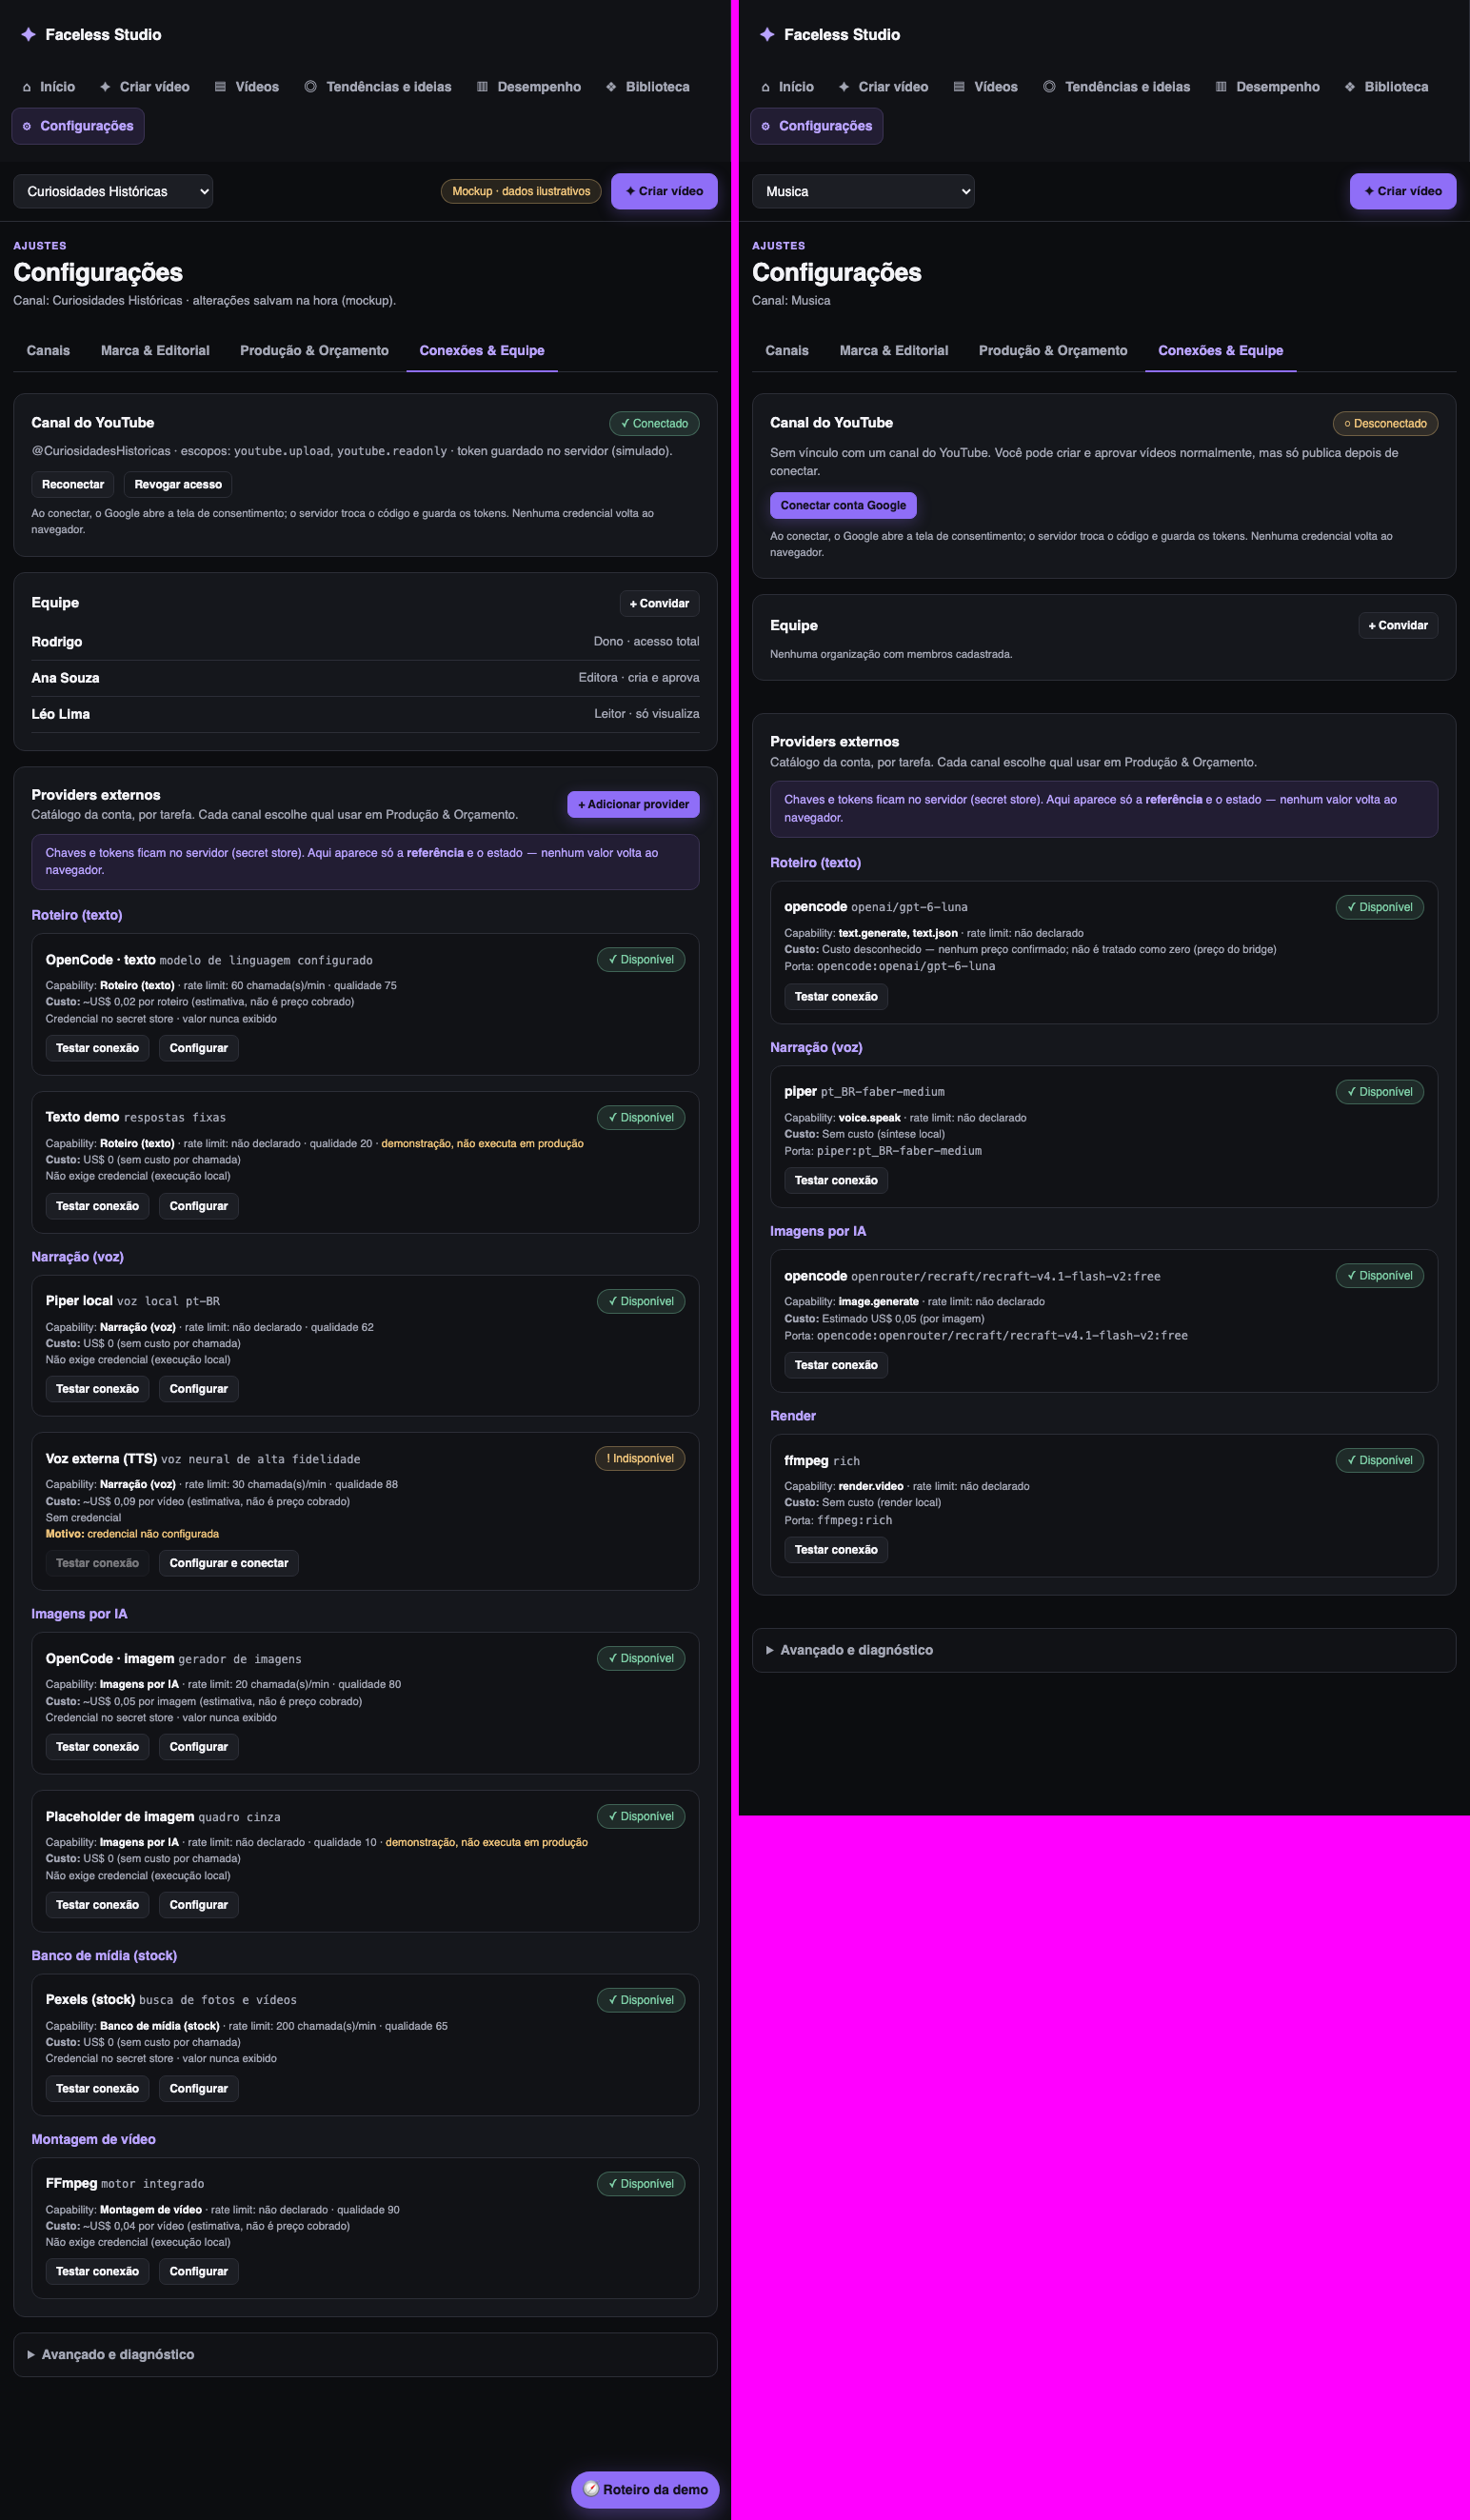 Faceless Studio
Início
Criar vídeo
Vídeos
Tendências e ideias
Desempenho
Biblioteca
Configurações
Curiosidades Históricas
Mockup · dados ilustrativos
Criar vídeo
AJUSTES
Configurações
Canal: Curiosidades Históricas · alterações salvam na hora (mockup).
Canais
Marca & Editorial
Produção & Orçamento
Conexões & Equipe
Canal do YouTube
✓ Conectado
@CuriosidadesHistoricas · escopos: youtube.upload, youtube.readonly · token guardado no servidor (simulado).
Reconectar
Revogar acesso
Ao conectar, o Google abre a tela de consentimento; o servidor troca o código e guarda os tokens. Nenhuma credencial volta ao
navegador.
Equipe
+ Convidar
Rodrigo
Dono · acesso total
Ana Souza
Editora · cria e aprova
Léo Lima
Leitor · só visualiza
Providers externos
+ Adicionar provider
Catálogo da conta, por tarefa. Cada canal escolhe qual usar em Produção & Orçamento.
Chaves e tokens ficam no servidor (secret store). Aqui aparece só a referência e o estado — nenhum valor volta ao
navegador.
Roteiro (texto)
OpenCode · texto modelo de linguagem configurado
✓ Disponível
Capability: Roteiro (texto) · rate limit: 60 chamada(s)/min · qualidade 75
Custo: ~US$ 0,02 por roteiro (estimativa, não é preço cobrado)
Credencial no secret store · valor nunca exibido
Testar conexão
Configurar
Texto demo respostas fixas
✓ Disponível
Capability: Roteiro (texto) · rate limit: não declarado · qualidade 20 · demonstração, não executa em produção
Custo: US$ 0 (sem custo por chamada)
Não exige credencial (execução local)
Testar conexão
Configurar
Narração (voz)
Piper local voz local pt-BR
✓ Disponível
Capability: Narração (voz) · rate limit: não declarado · qualidade 62
Custo: US$ 0 (sem custo por chamada)
Não exige credencial (execução local)
Testar conexão
Configurar
Voz externa (TTS) voz neural de alta fidelidade
! Indisponível
Capability: Narração (voz) · rate limit: 30 chamada(s)/min · qualidade 88
Custo: ~US$ 0,09 por vídeo (estimativa, não é preço cobrado)
Sem credencial
Motivo: credencial não configurada
Testar conexão
Configurar e conectar
Imagens por IA
OpenCode · imagem gerador de imagens
✓ Disponível
Capability: Imagens por IA · rate limit: 20 chamada(s)/min · qualidade 80
Custo: ~US$ 0,05 por imagem (estimativa, não é preço cobrado)
Credencial no secret store · valor nunca exibido
Testar conexão
Configurar
Placeholder de imagem quadro cinza
✓ Disponível
Capability: Imagens por IA · rate limit: não declarado · qualidade 10 · demonstração, não executa em produção
Custo: US$ 0 (sem custo por chamada)
Não exige credencial (execução local)
Testar conexão
Configurar
Banco de mídia (stock)
Pexels (stock) busca de fotos e vídeos
✓ Disponível
Capability: Banco de mídia (stock) · rate limit: 200 chamada(s)/min · qualidade 65
Custo: US$ 0 (sem custo por chamada)
Credencial no secret store · valor nunca exibido
Testar conexão
Configurar
Montagem de vídeo
FFmpeg motor integrado
✓ Disponível
Capability: Montagem de vídeo · rate limit: não declarado · qualidade 90
Custo: ~US$ 0,04 por vídeo (estimativa, não é preço cobrado)
Não exige credencial (execução local)
Testar conexão
Configurar
Avançado e diagnóstico
Roteiro da demo
Faceless Studio
Início
Criar vídeo
Vídeos
Tendências e ideias
Desempenho
Biblioteca
Configurações
Musica
Criar vídeo
AJUSTES
Configurações
Canal: Musica
Canais
Marca & Editorial
Produção & Orçamento
Conexões & Equipe
Canal do YouTube
○ Desconectado
Sem vínculo com um canal do YouTube. Você pode criar e aprovar vídeos normalmente, mas só publica depois de
conectar.
Conectar conta Google
Ao conectar, o Google abre a tela de consentimento; o servidor troca o código e guarda os tokens. Nenhuma credencial volta ao
navegador.
Equipe
+ Convidar
Nenhuma organização com membros cadastrada.
Providers externos
Catálogo da conta, por tarefa. Cada canal escolhe qual usar em Produção & Orçamento.
Chaves e tokens ficam no servidor (secret store). Aqui aparece só a referência e o estado — nenhum valor volta ao
navegador.
Roteiro (texto)
opencode openai/gpt-6-luna
✓ Disponível
Capability: text.generate, text.json · rate limit: não declarado
Custo: Custo desconhecido — nenhum preço confirmado; não é tratado como zero (preço do bridge)
Porta: opencode:openai/gpt-6-luna
Testar conexão
Narração (voz)
piper pt_BR-faber-medium
✓ Disponível
Capability: voice.speak · rate limit: não declarado
Custo: Sem custo (síntese local)
Porta: piper:pt_BR-faber-medium
Testar conexão
Imagens por IA
opencode openrouter/recraft/recraft-v4.1-flash-v2:free
✓ Disponível
Capability: image.generate · rate limit: não declarado
Custo: Estimado US$ 0,05 (por imagem)
Porta: opencode:openrouter/recraft/recraft-v4.1-flash-v2:free
Testar conexão
Render
ffmpeg rich
✓ Disponível
Capability: render.video · rate limit: não declarado
Custo: Sem custo (render local)
Porta: ffmpeg:rich
Testar conexão
Avançado e diagnóstico